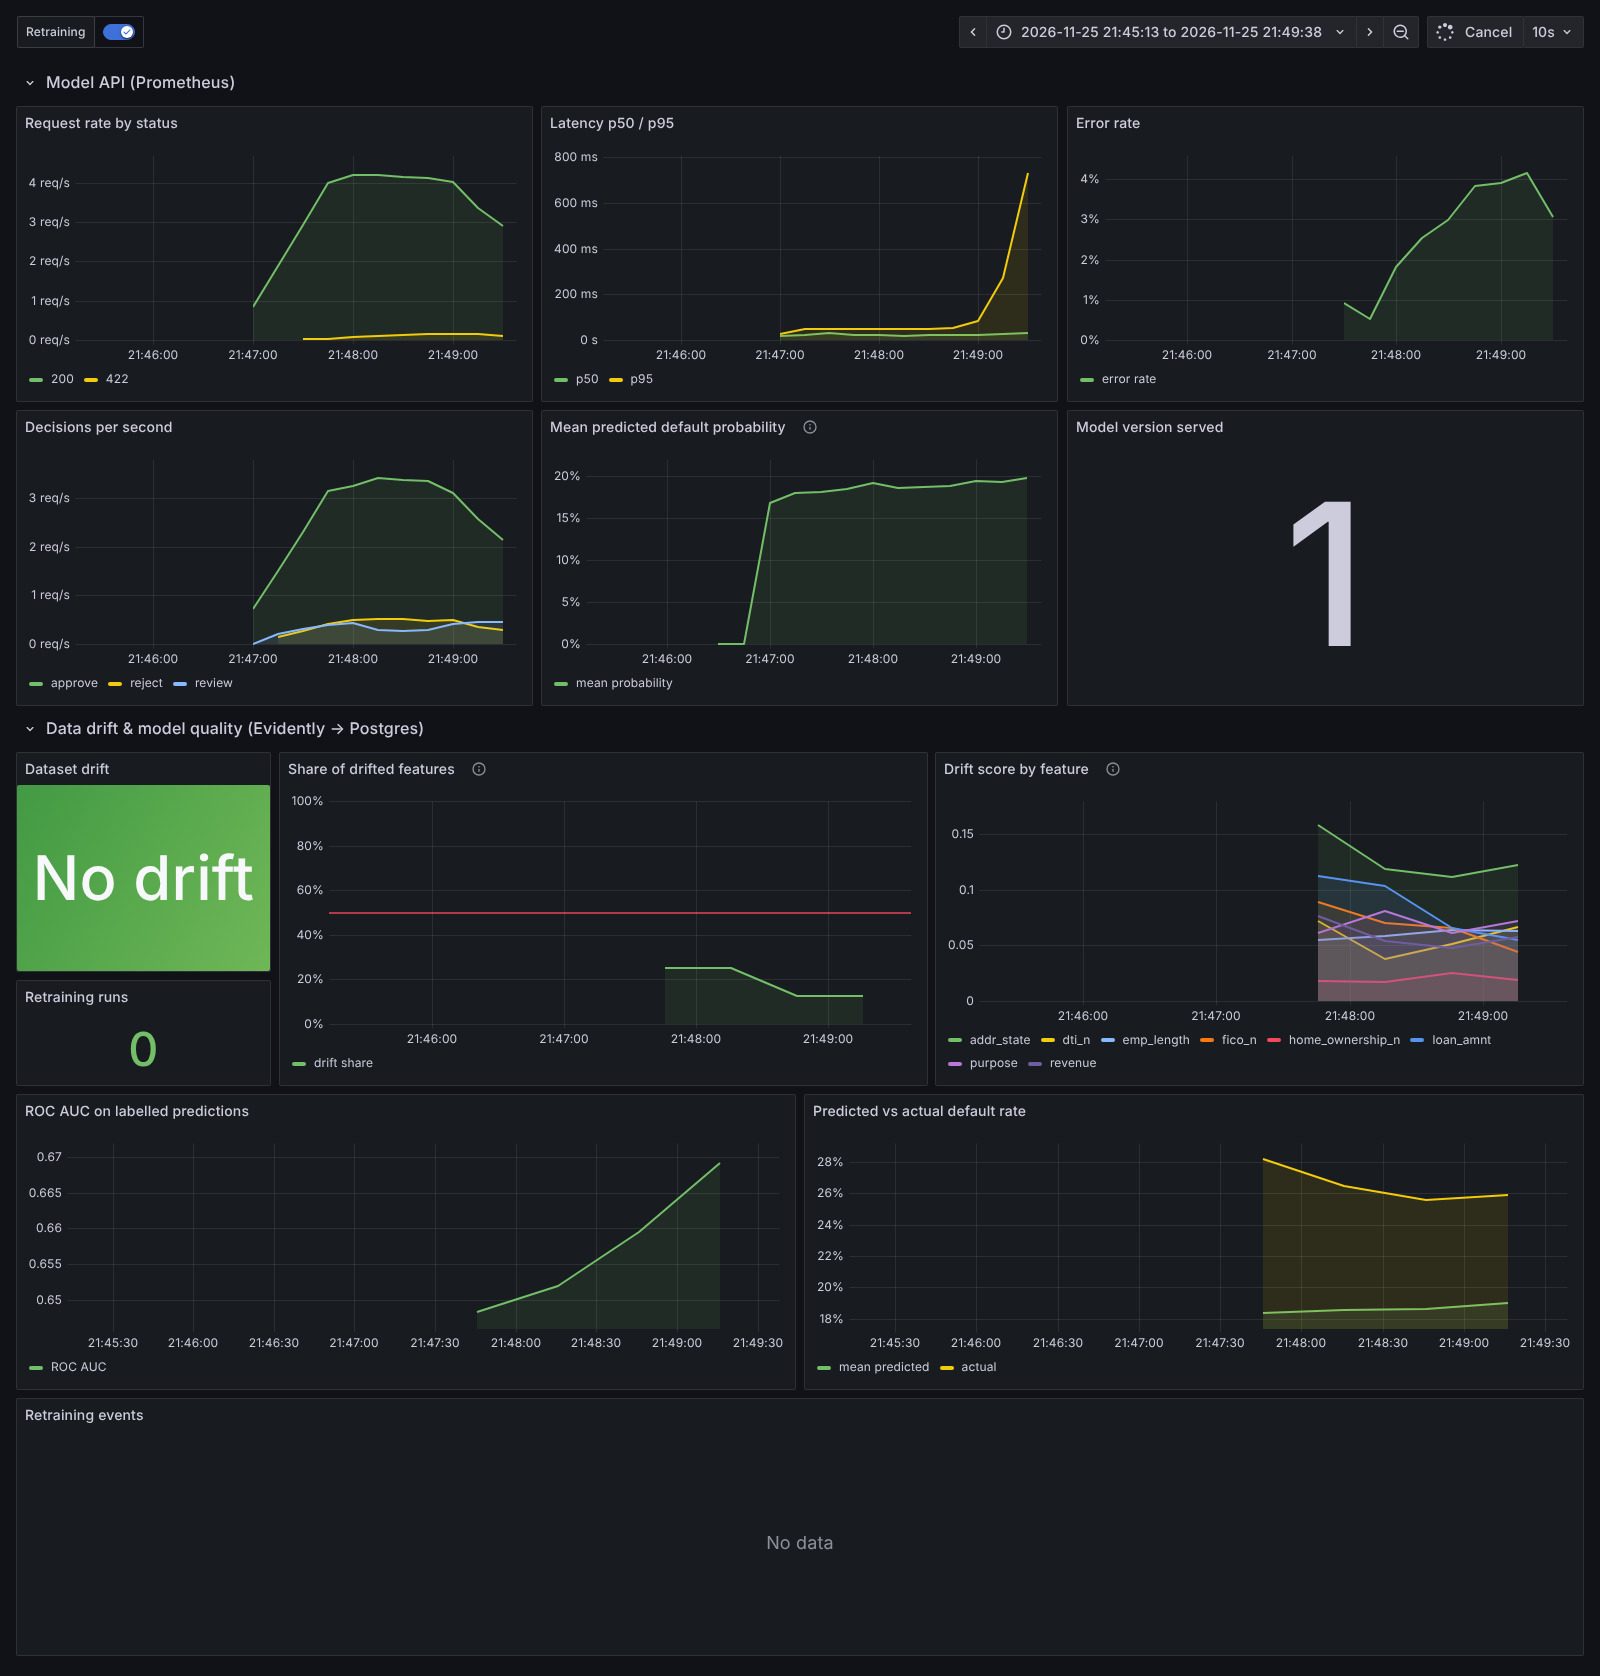 Retraining
2026-11-25 21:45:13 to 2026-11-25 21:49:38
Cancel
10s
Model API (Prometheus)
Request rate by status
4 req/s
3 req/s
2 req/s
1 req/s
0 req/s
21:46:00 21:47:00 21:48:00 21:49:00
200 422
Latency p50 / p95
800 ms
600 ms
400 ms
200 ms
0 s
21:46:00 21:47:00 21:48:00 21:49:00
p50 p95
Error rate
4%
3%
2%
1%
0%
21:46:00 21:47:00 21:48:00 21:49:00
error rate
Decisions per second
3 req/s
2 req/s
1 req/s
0 req/s
21:46:00 21:47:00 21:48:00 21:49:00
approve reject review
Mean predicted default probability
20%
15%
10%
5%
0%
21:46:00 21:47:00 21:48:00 21:49:00
mean probability
Model version served
1
Data drift & model quality (Evidently → Postgres)
Dataset drift
No drift
Retraining runs
0
Share of drifted features
100%
80%
60%
40%
20%
0%
21:46:00 21:47:00 21:48:00 21:49:00
drift share
Drift score by feature
0.15
0.1
0.05
0
21:46:00 21:47:00 21:48:00 21:49:00
addr_state dti_n emp_length fico_n home_ownership_n loan_amnt
purpose revenue
ROC AUC on labelled predictions
0.67
0.665
0.66
0.655
0.65
21:45:30 21:46:00 21:46:30 21:47:00 21:47:30 21:48:00 21:48:30 21:49:00 21:49:30
ROC AUC
Predicted vs actual default rate
28%
26%
24%
22%
20%
18%
21:45:30 21:46:00 21:46:30 21:47:00 21:47:30 21:48:00 21:48:30 21:49:00 21:49:30
mean predicted actual
Retraining events
No data